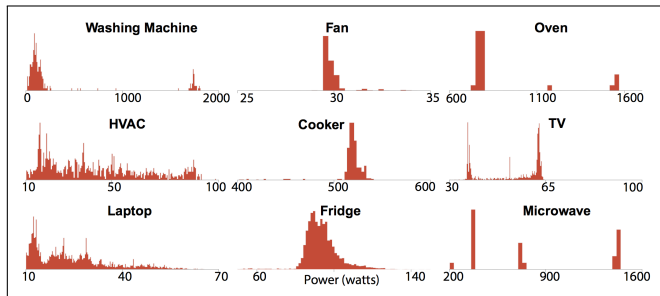 Washing Machine Fan Oven
0 1000 2000 25 30 35 600 1100 1600
HVAC Cooker TV
10 50 100 400 500 600 30 65 100
Laptop Fridge Microwave
10 40 70 60 140 200 900 1600
Power (watts)